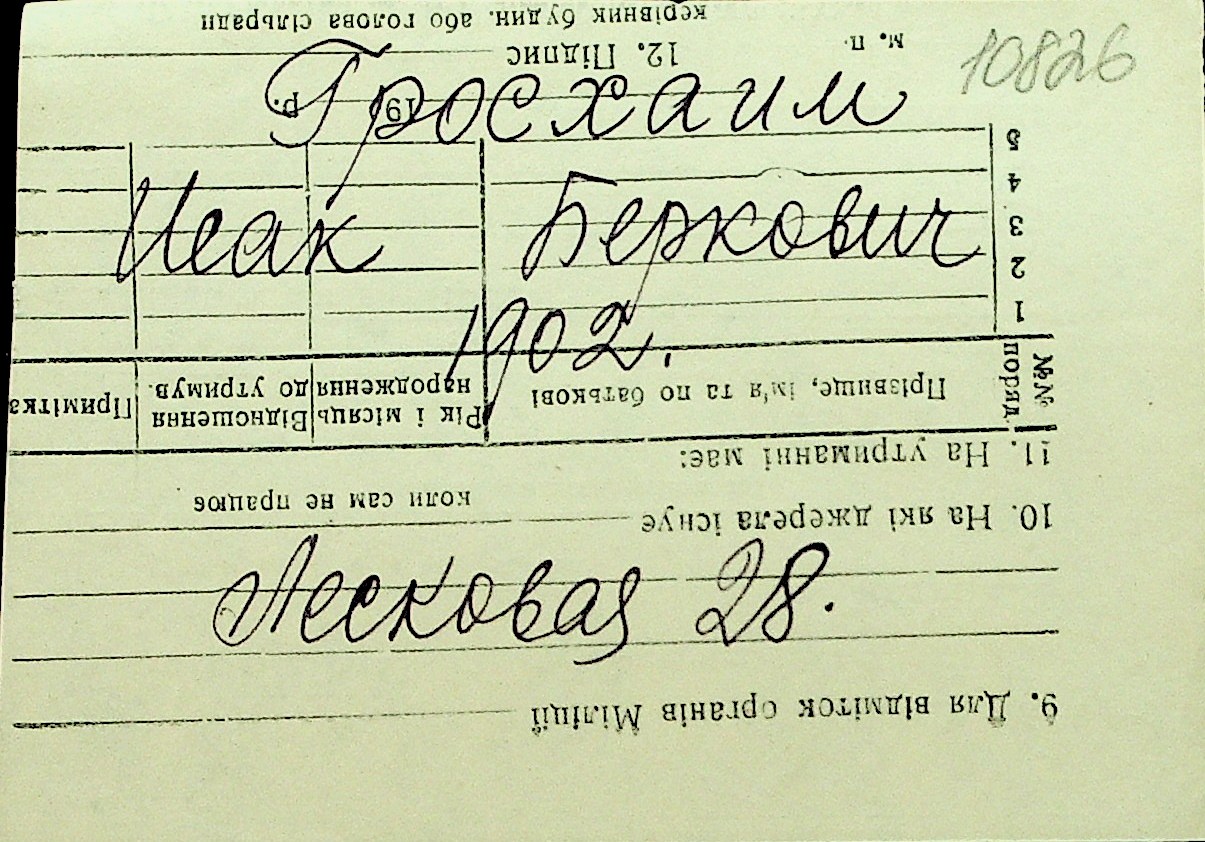 10826
Гросхаим
Исак Беркович
1902.
Лесковая 28.
9. Для відміток органів Міліції
10. На які джерела існує
коли сам не працює
11. На утриманні має:
№№ поряд. Прізвище, ім'я та по батькові Рік і місяць народження Відношення до утримув. Примітка
1
2
3
4
5
19 р.
м. п. 12. Підпис
керівник будин. або голова сільради